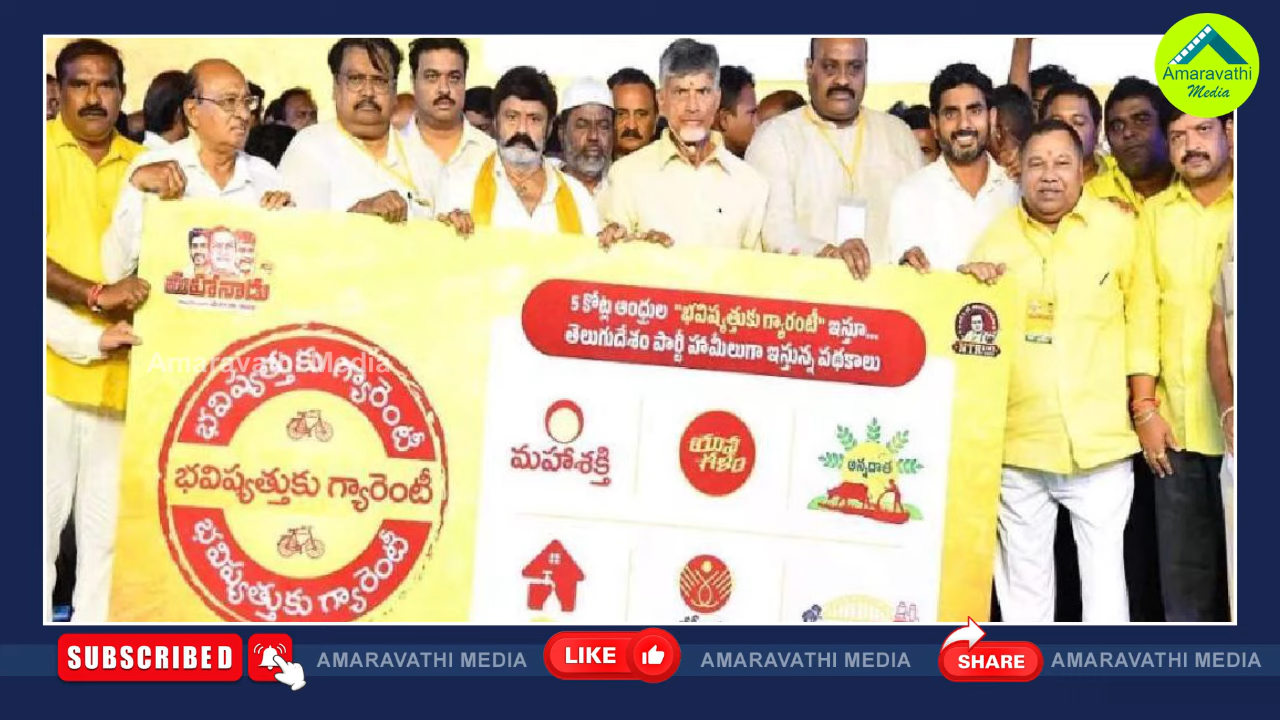 Amaravathi
Media
మహానాడు
5 కోట్ల ఆంధ్రుల "భవిష్యత్తుకు గ్యారంటీ" ఇస్తూ...
తెలుగుదేశం పార్టీ హామీలుగా ఇస్తున్న పథకాలు
NTR
Amaravathi Media
భవిష్యత్తుకు గ్యారెంటీ
భవిష్యత్తుకు గ్యారెంటీ
భవిష్యత్తుకు గ్యారెంటీ
మహాశక్తి
యువ
గళం
అన్నదాత
SUBSCRIBED
AMARAVATHI MEDIA
LIKE
AMARAVATHI MEDIA
SHARE
AMARAVATHI MEDIA